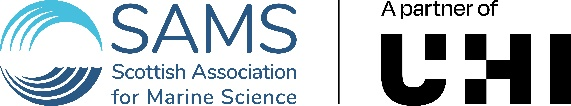 SAMS
Scottish Association
for Marine Science
A partner of
UHI